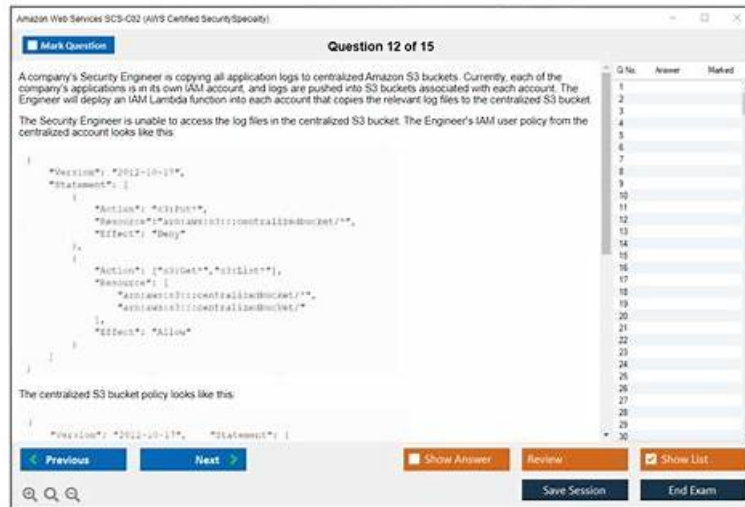 Amazon Web Services SCS-C02 (AWS Certified SecuritySpecialty)
Mark Question
Question 12 of 15
A company's Security Engineer is copying all application logs to centralized Amazon S3 buckets. Currently, each of the
company's applications is in its own IAM account, and logs are pushed into S3 buckets associated with each account. The
Engineer will deploy an IAM Lambda function into each account that copies the relevant log files to the centralized S3 bucket
The Security Engineer is unable to access the log files in the centralized S3 bucket. The Engineer's IAM user policy from the
centralized account looks like this
{
"Version": "2012-10-17",
"Statement": [
{
"Action": "s3:Put*",
"Resource":"arn:aws:s3:::centralizedbucket/*",
"Effect": "Deny"
},
{
"Action": ["s3:Get*","s3:List*"],
"Resource": [
"arn:aws:s3:::centralizedbucket/*",
"arn:aws:s3:::centralizedbucket/"
],
"Effect": "Allow"
}
]
}
The centralized S3 bucket policy looks like this:
{
"Version": "2012-10-17", "Statement": [
Q No. Answer Marked
1
2
3
4
5
6
7
8
9
10
11
12
13
14
15
16
17
18
19
20
21
22
23
24
25
26
27
28
29
30
Previous
Next
Show Answer
Review
Show List
Save Session
End Exam